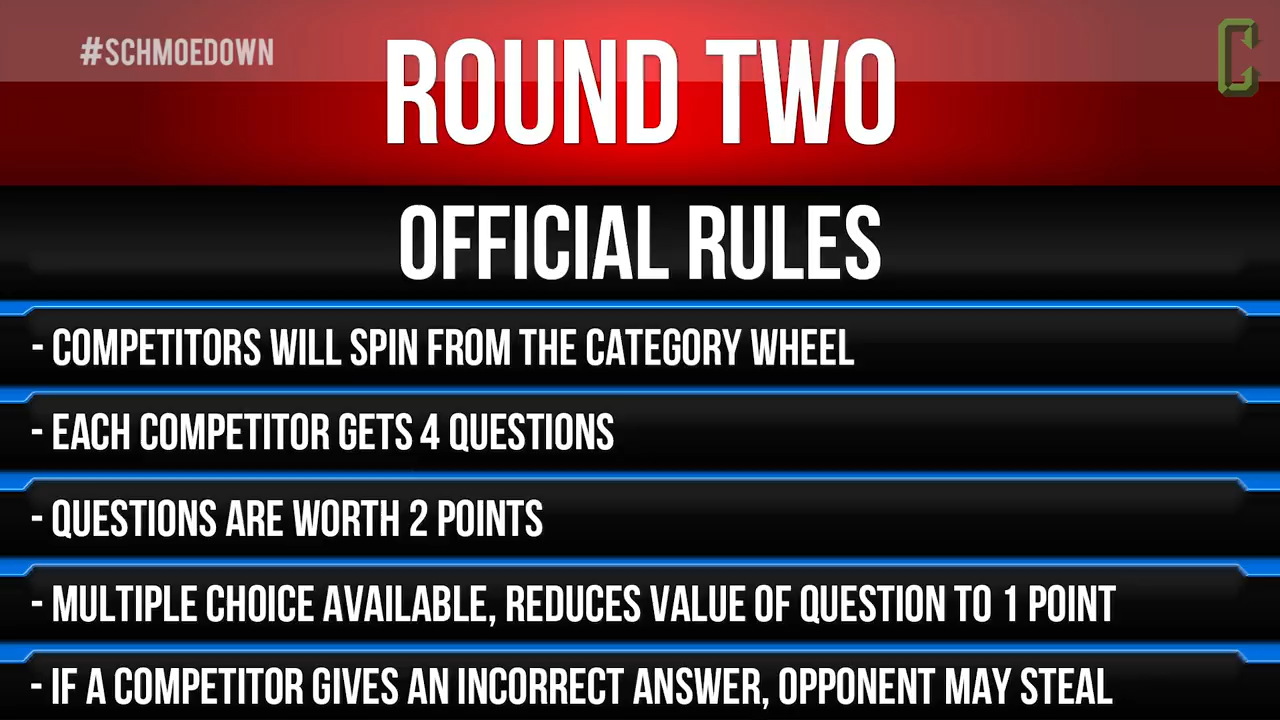 #SCHMOEDOWN
ROUND TWO
OFFICIAL RULES
- COMPETITORS WILL SPIN FROM THE CATEGORY WHEEL
- EACH COMPETITOR GETS 4 QUESTIONS
- QUESTIONS ARE WORTH 2 POINTS
- MULTIPLE CHOICE AVAILABLE, REDUCES VALUE OF QUESTION TO 1 POINT
- IF A COMPETITOR GIVES AN INCORRECT ANSWER, OPPONENT MAY STEAL